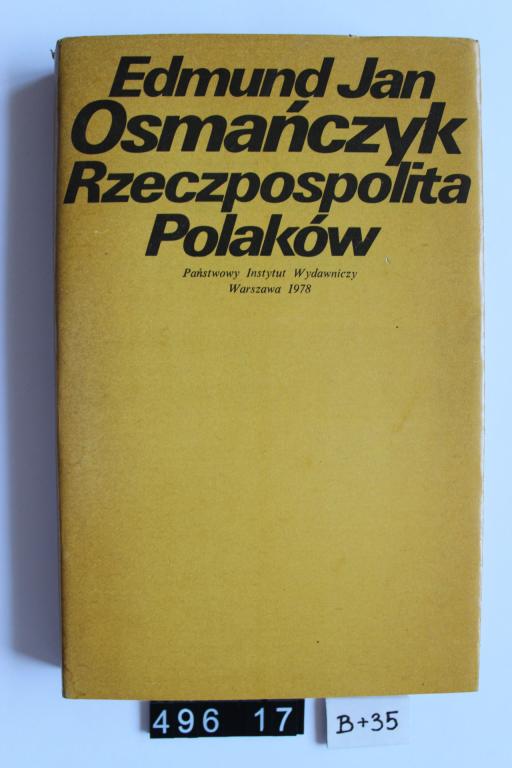 Edmund Jan
Osmańczyk
Rzeczpospolita
Polaków
Państwowy Instytut Wydawniczy
Warszawa 1978
496 17
B+35